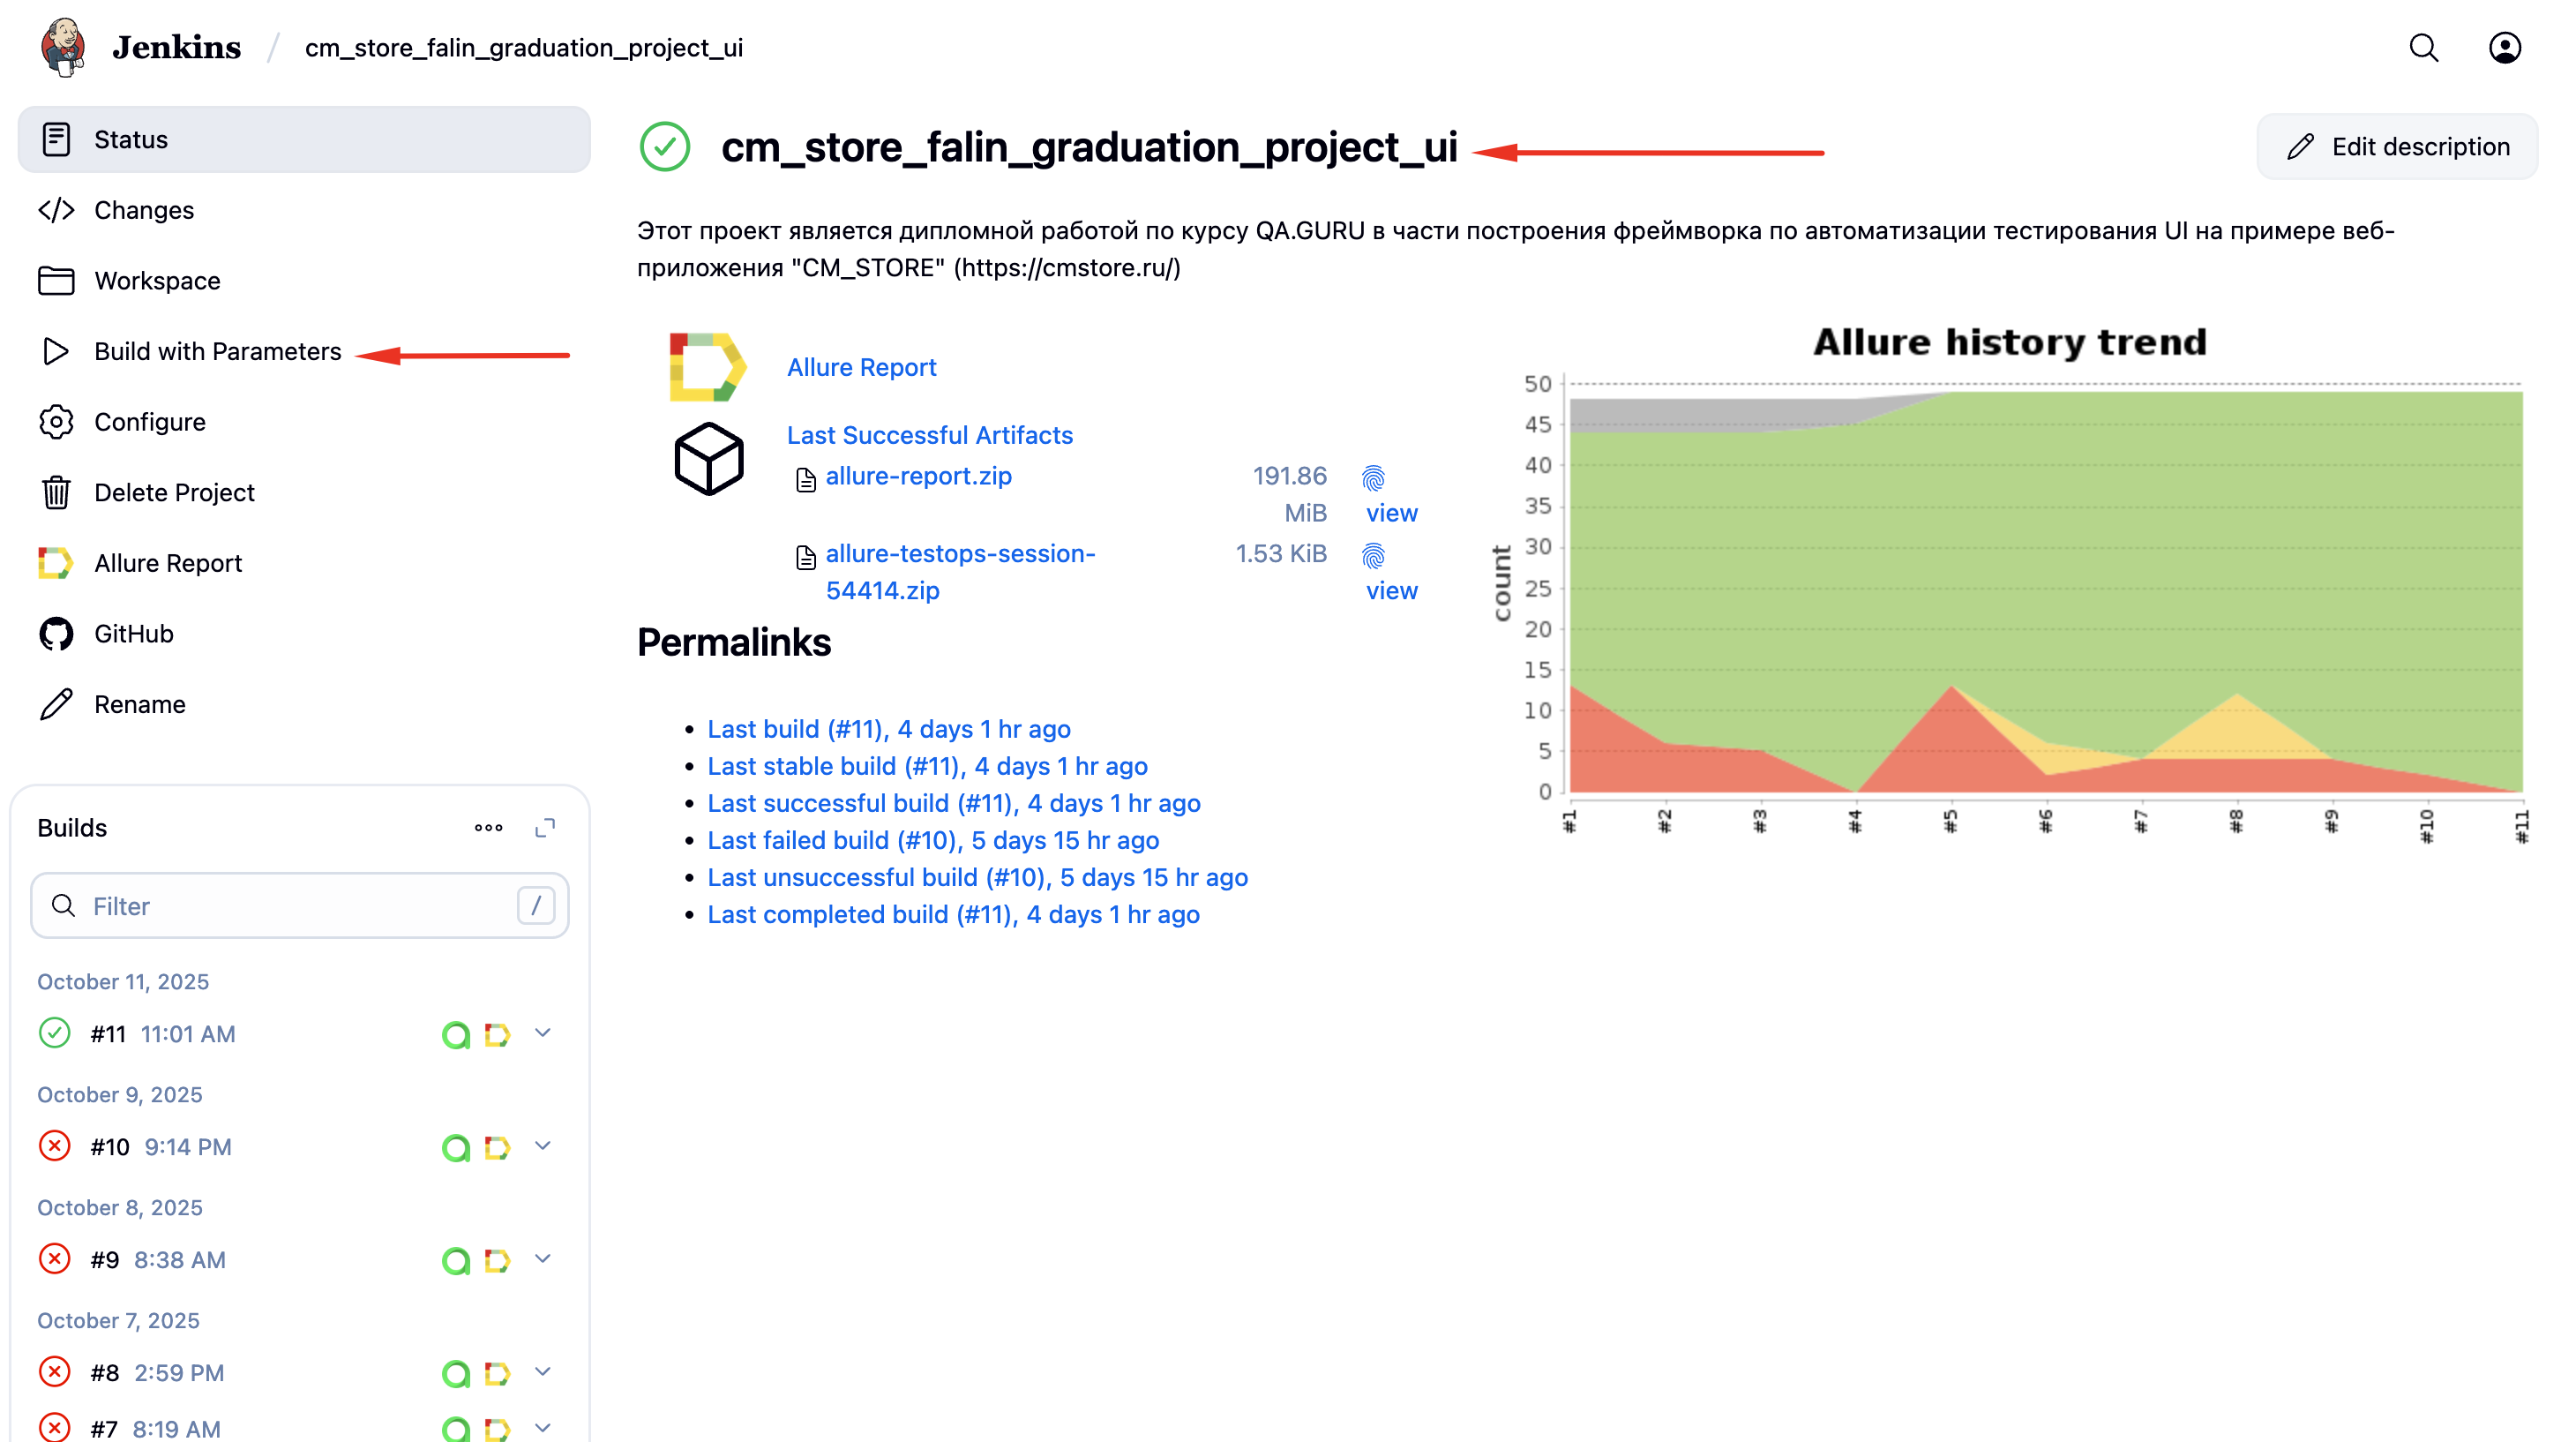 Jenkins / cm_store_falin_graduation_project_ui
Status
Changes
Workspace
Build with Parameters
Configure
Delete Project
Allure Report
GitHub
Rename
Builds
Filter
/
October 11, 2025
#11 11:01 AM
October 9, 2025
#10 9:14 PM
October 8, 2025
#9 8:38 AM
October 7, 2025
#8 2:59 PM
#7 8:19 AM
cm_store_falin_graduation_project_ui
Edit description
Этот проект является дипломной работой по курсу QA.GURU в части построения фреймворка по автоматизации тестирования UI на примере веб-
приложения "CM_STORE" (https://cmstore.ru/)
Allure Report
Last Successful Artifacts
allure-report.zip 191.86
MiB view
allure-testops-session- 1.53 KiB
54414.zip view
Permalinks
Last build (#11), 4 days 1 hr ago
Last stable build (#11), 4 days 1 hr ago
Last successful build (#11), 4 days 1 hr ago
Last failed build (#10), 5 days 15 hr ago
Last unsuccessful build (#10), 5 days 15 hr ago
Last completed build (#11), 4 days 1 hr ago
Allure history trend
count
50
45
40
35
30
25
20
15
10
5
0
#1 #2 #3 #4 #5 #6 #7 #8 #9 #10 #11